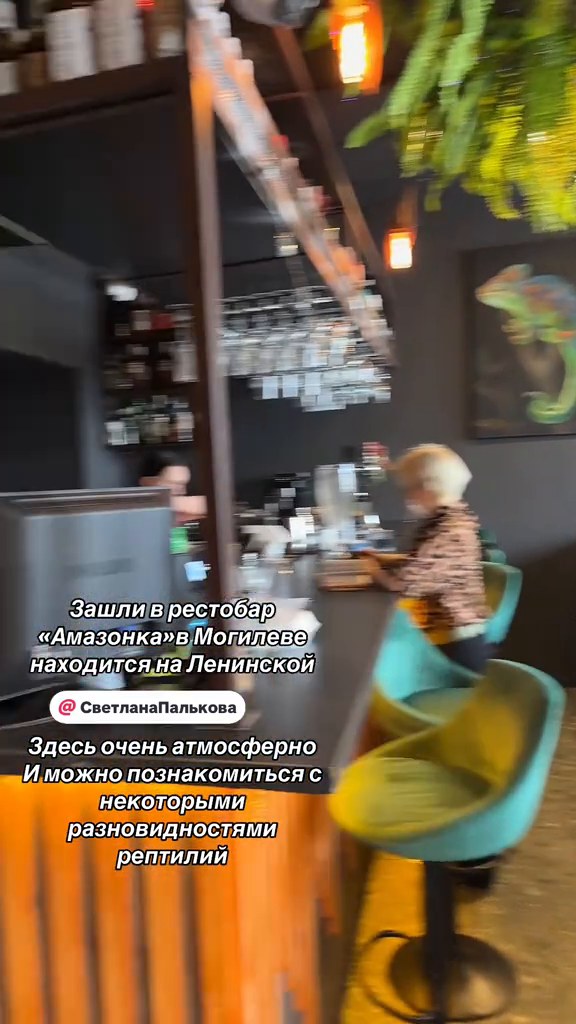 Зашли в рестобар
«Амазонка»в Могилеве
находится на Ленинской
@ СветланаПалькова
Здесь очень атмосферно
И можно познакомиться с
некоторыми
разновидностями
рептилий